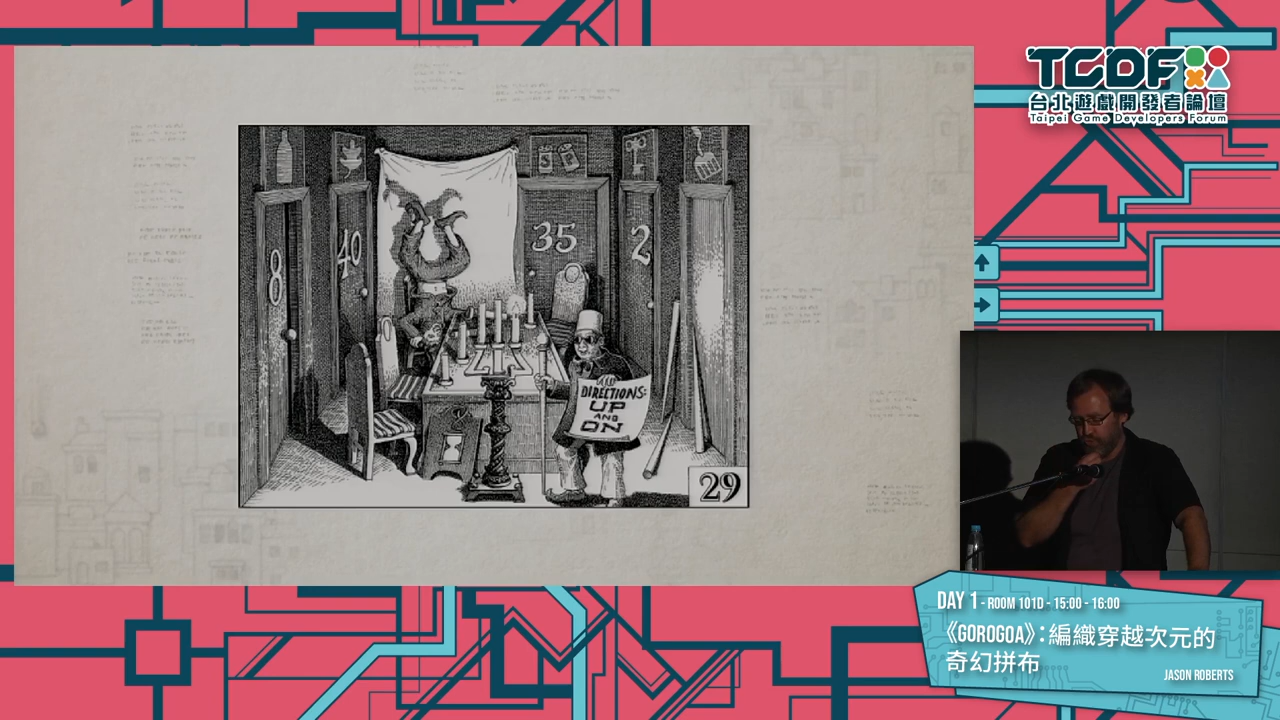 TGDF
台北遊戲開發者論壇
Taipei Game Developers Forum
8
40
35
2
DIRECTIONS:
UP
AND
ON
29
DAY 1 - ROOM 101D - 15:00 - 16:00
《GOROGOA》：編織穿越次元的
奇幻拼布
JASON ROBERTS